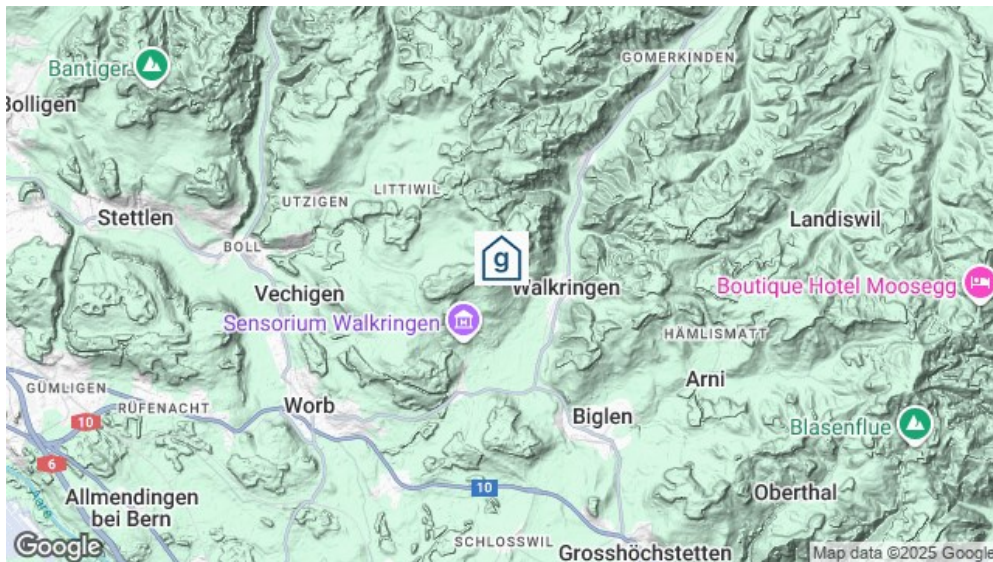 GOMERKINDEN
Bantiger
Bolligen
LITTIWIL
UTZIGEN
Stettlen
Landiswil
BOLL
g
Walkringen
Boutique Hotel Moosegg
Vechigen
Sensorium Walkringen
HÄMLISMATT
Arni
GÜMLIGEN
RÜFENACHT
Worb
10
Biglen
Blasenflue
6
10
Allmendingen
bei Bern
Oberthal
Aare
SCHLOSSWIL
Grosshöchstetten
Google
Map data ©2025 Google